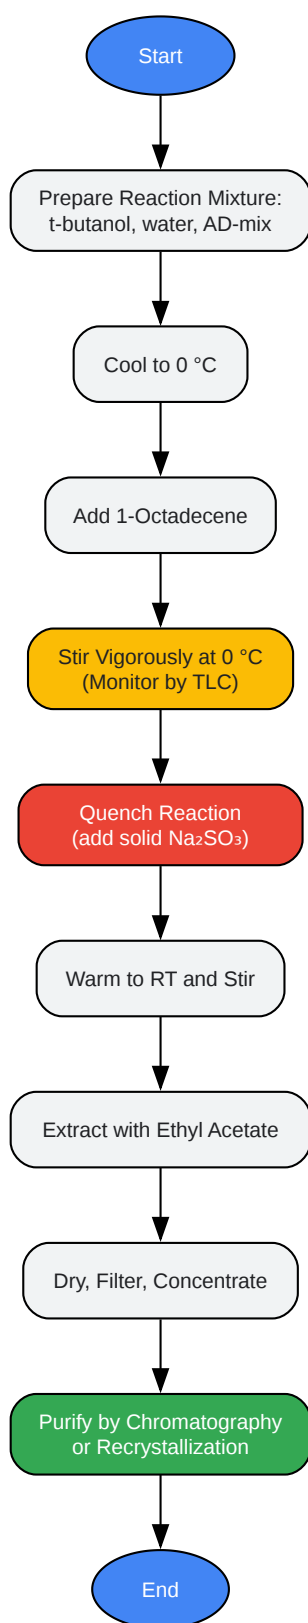 Start
Prepare Reaction Mixture:
t-butanol, water, AD-mix
Cool to 0 °C
Add 1-Octadecene
Stir Vigorously at 0 °C
(Monitor by TLC)
Quench Reaction
(add solid Na₂SO₃)
Warm to RT and Stir
Extract with Ethyl Acetate
Dry, Filter, Concentrate
Purify by Chromatography
or Recrystallization
End